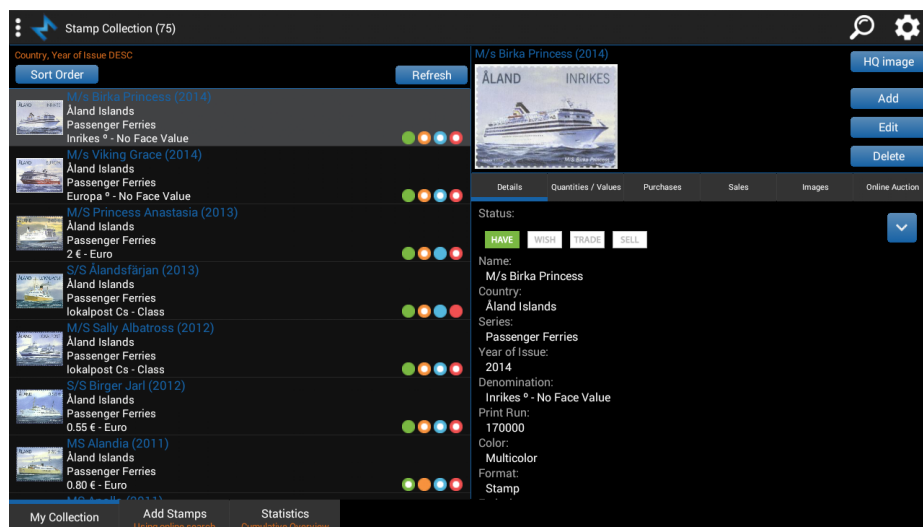 Stamp Collection (75)
Country, Year of Issue DESC
Sort Order
Refresh
M/s Birka Princess (2014)
Åland Islands
Passenger Ferries
Inrikes º - No Face Value
M/s Viking Grace (2014)
Åland Islands
Passenger Ferries
Europa º - No Face Value
M/S Princess Anastasia (2013)
Åland Islands
Passenger Ferries
2 € - Euro
S/S Ålandsfärjan (2013)
Åland Islands
Passenger Ferries
lokalpost Cs - Class
M/S Sally Albatross (2012)
Åland Islands
Passenger Ferries
lokalpost Cs - Class
S/S Birger Jarl (2012)
Åland Islands
Passenger Ferries
0.55 € - Euro
MS Alandia (2011)
Åland Islands
Passenger Ferries
0.80 € - Euro
MS Apollo (2011)
M/s Birka Princess (2014)
ÅLAND INRIKES
M/S Birka Princess
HQ image
Add
Edit
Delete
Details Quantities / Values Purchases Sales Images Online Auction
Status:
HAVE WISH TRADE SELL
Name:
M/s Birka Princess
Country:
Åland Islands
Series:
Passenger Ferries
Year of Issue:
2014
Denomination:
Inrikes º - No Face Value
Print Run:
170000
Color:
Multicolor
Format:
Stamp
My Collection
Add Stamps
Using online search
Statistics
Cumulative Overview